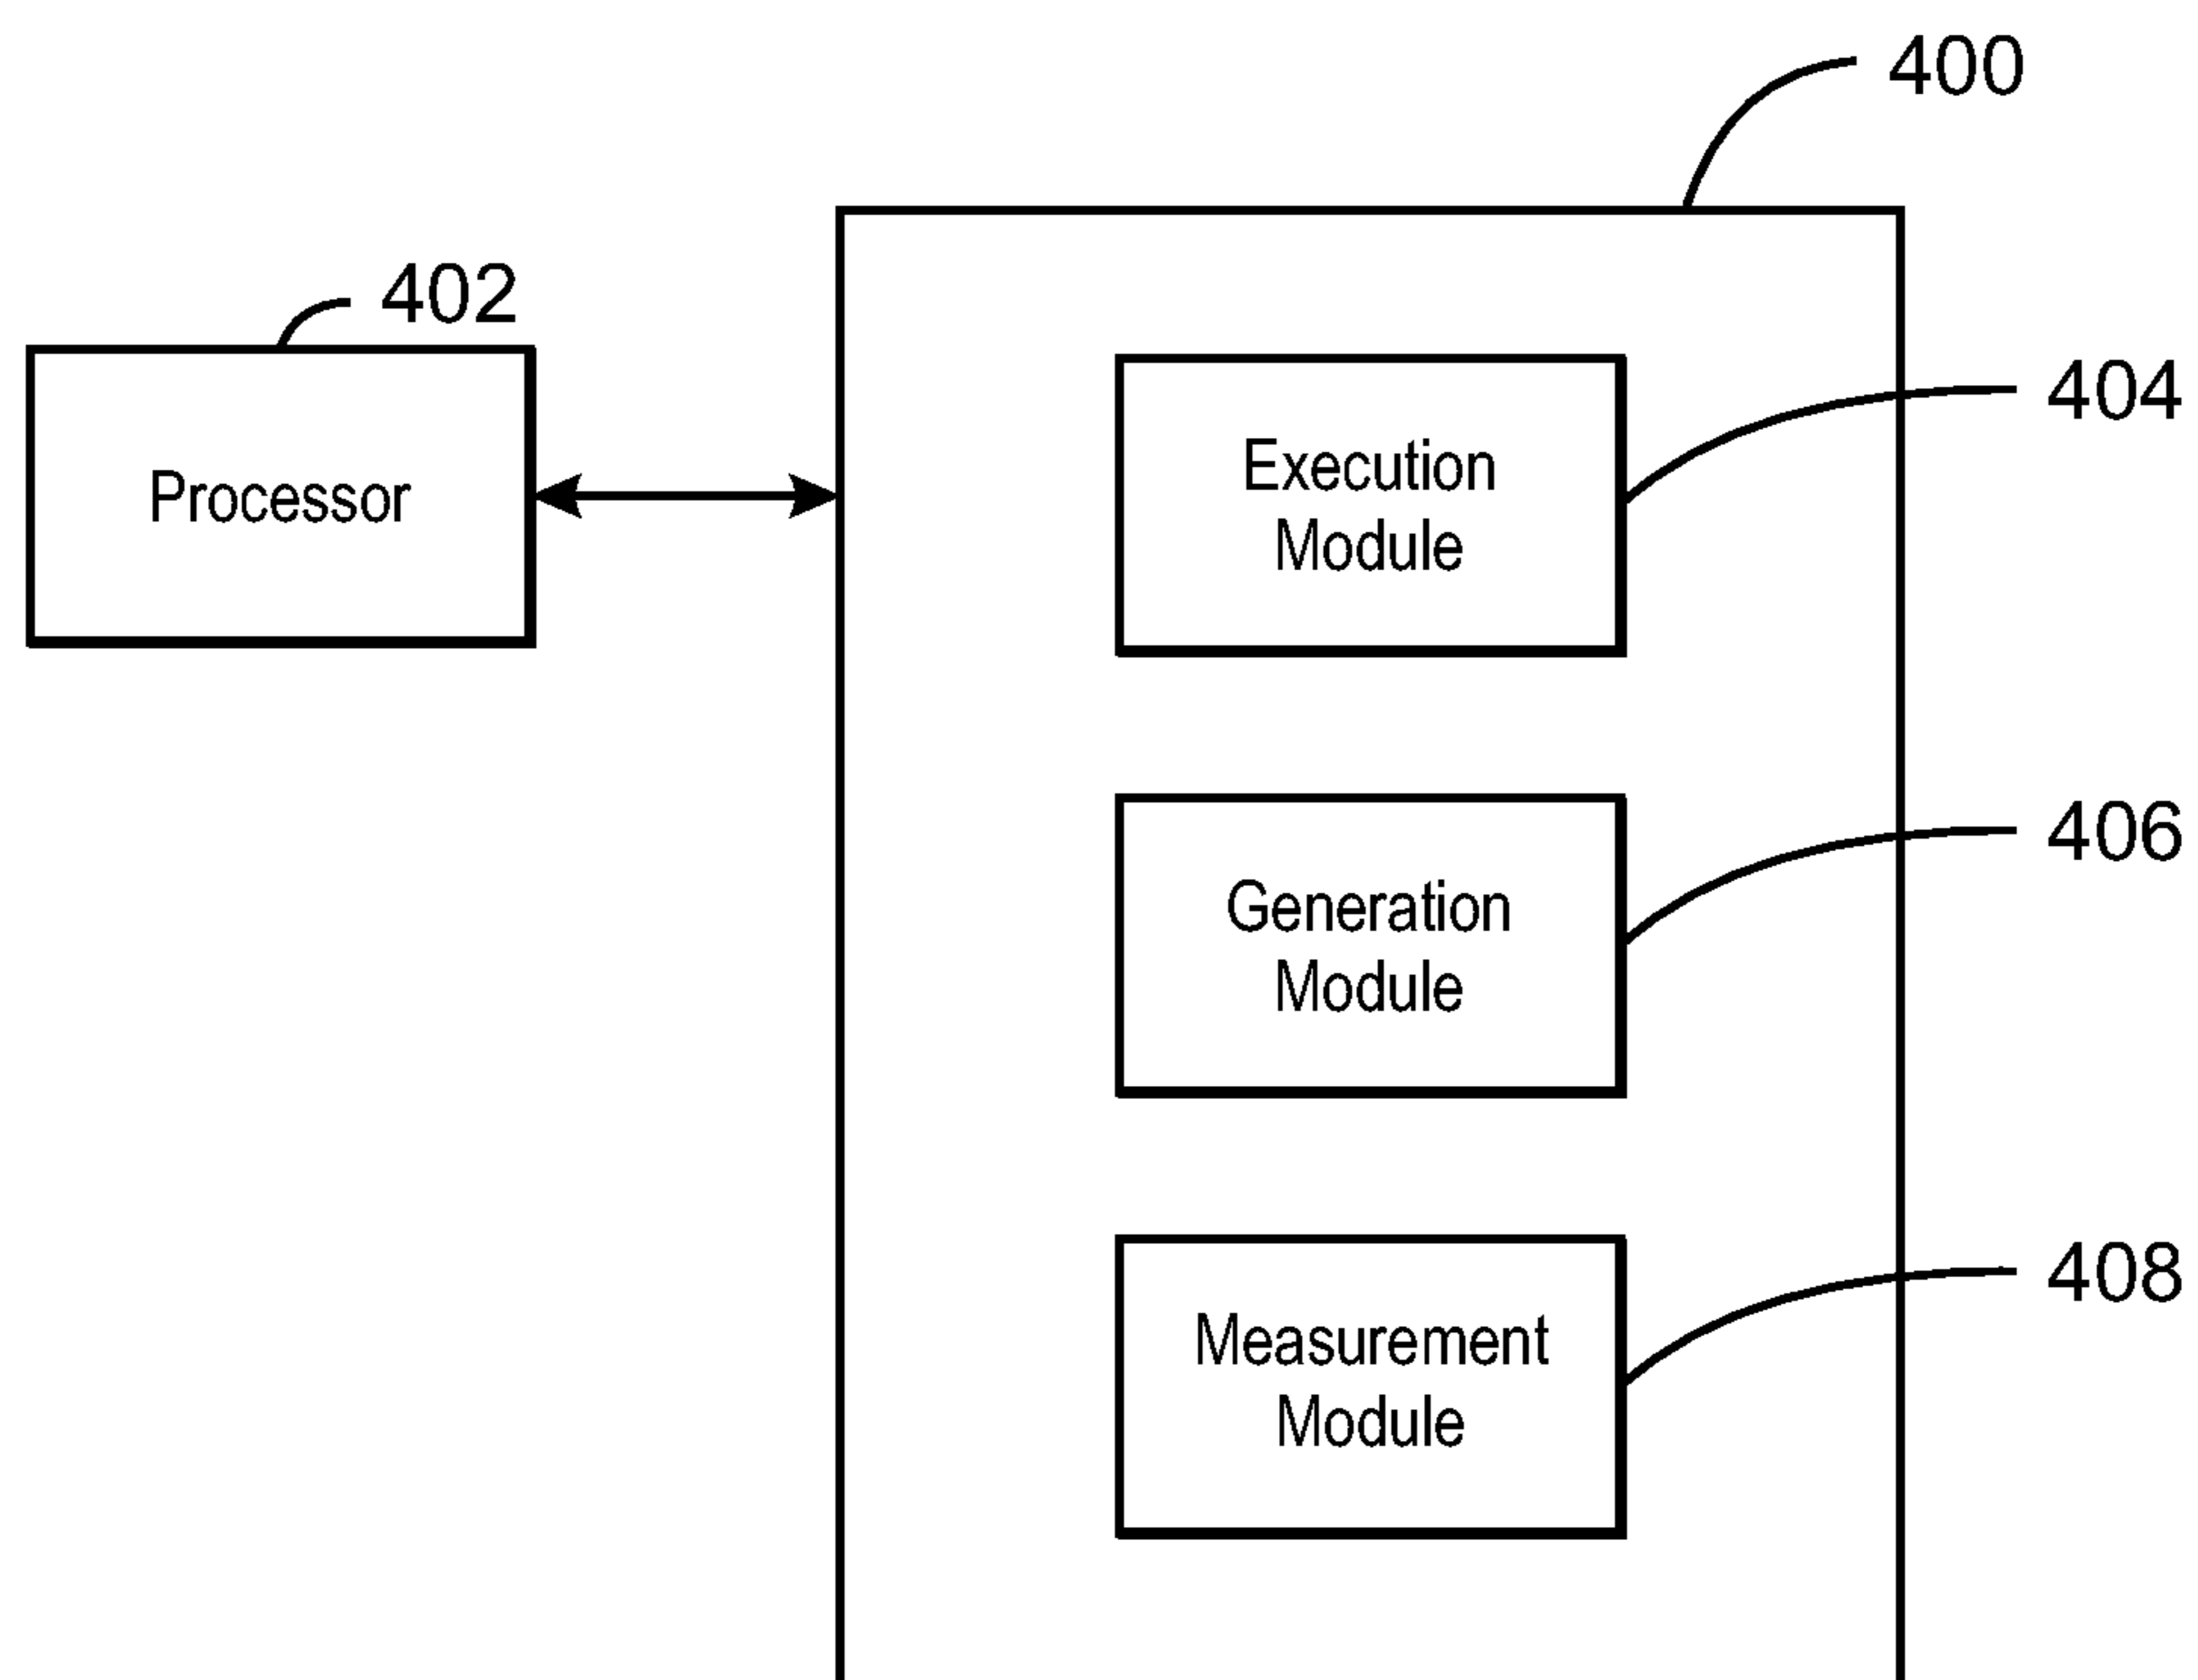 400
402
Processor
404
Execution
Module
406
Generation
Module
408
Measurement
Module